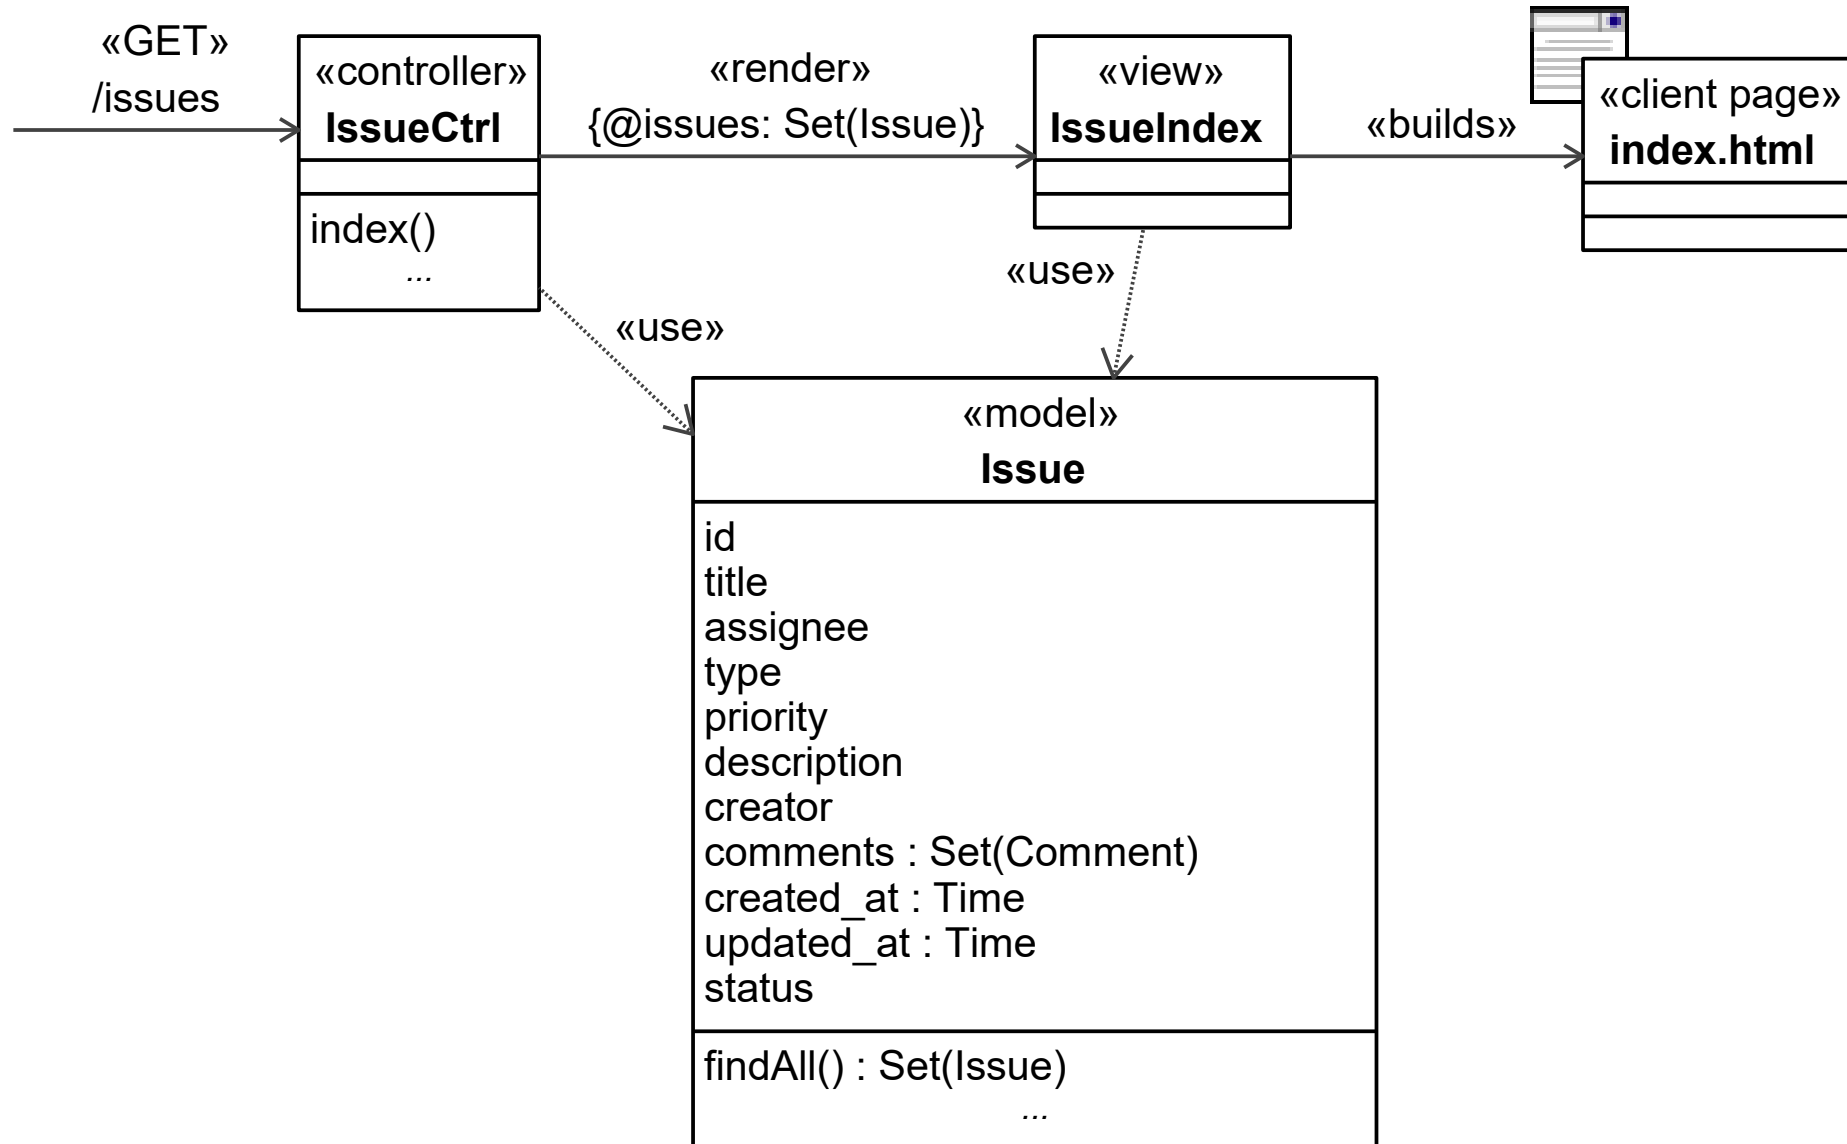 «GET»
/issues
«controller»
IssueCtrl
index()
...
«render»
{@issues: Set(Issue)}
«view»
IssueIndex
«builds»
«client page»
index.html
«use»
«use»
«model»
Issue
id
title
assignee
type
priority
description
creator
comments : Set(Comment)
created_at : Time
updated_at : Time
status
findAll() : Set(Issue)
...